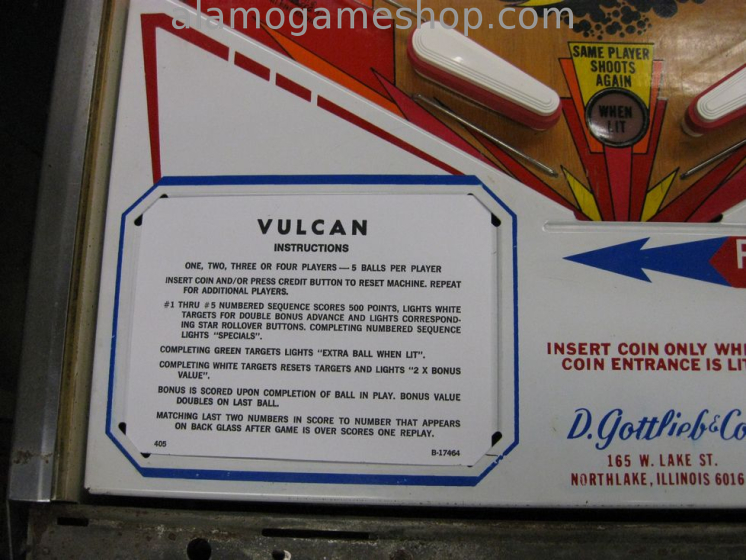 alamogameshop.com
SAME PLAYER
SHOOTS
AGAIN
WHEN
LIT
VULCAN
INSTRUCTIONS
ONE, TWO, THREE OR FOUR PLAYERS — 5 BALLS PER PLAYER
INSERT COIN AND/OR PRESS CREDIT BUTTON TO RESET MACHINE. REPEAT
FOR ADDITIONAL PLAYERS.
#1 THRU #5 NUMBERED SEQUENCE SCORES 500 POINTS, LIGHTS WHITE
TARGETS FOR DOUBLE BONUS ADVANCE AND LIGHTS CORRESPOND-
ING STAR ROLLOVER BUTTONS. COMPLETING NUMBERED SEQUENCE
LIGHTS "SPECIALS".
COMPLETING GREEN TARGETS LIGHTS "EXTRA BALL WHEN LIT".
COMPLETING WHITE TARGETS RESETS TARGETS AND LIGHTS "2 X BONUS
VALUE".
BONUS IS SCORED UPON COMPLETION OF BALL IN PLAY. BONUS VALUE
DOUBLES ON LAST BALL.
MATCHING LAST TWO NUMBERS IN SCORE TO NUMBER THAT APPEARS
ON BACK GLASS AFTER GAME IS OVER SCORES ONE REPLAY.
405
B-17464
INSERT COIN ONLY WH
COIN ENTRANCE IS LI
D. Gottlieb & Co
165 W. LAKE ST.
NORTHLAKE, ILLINOIS 6016